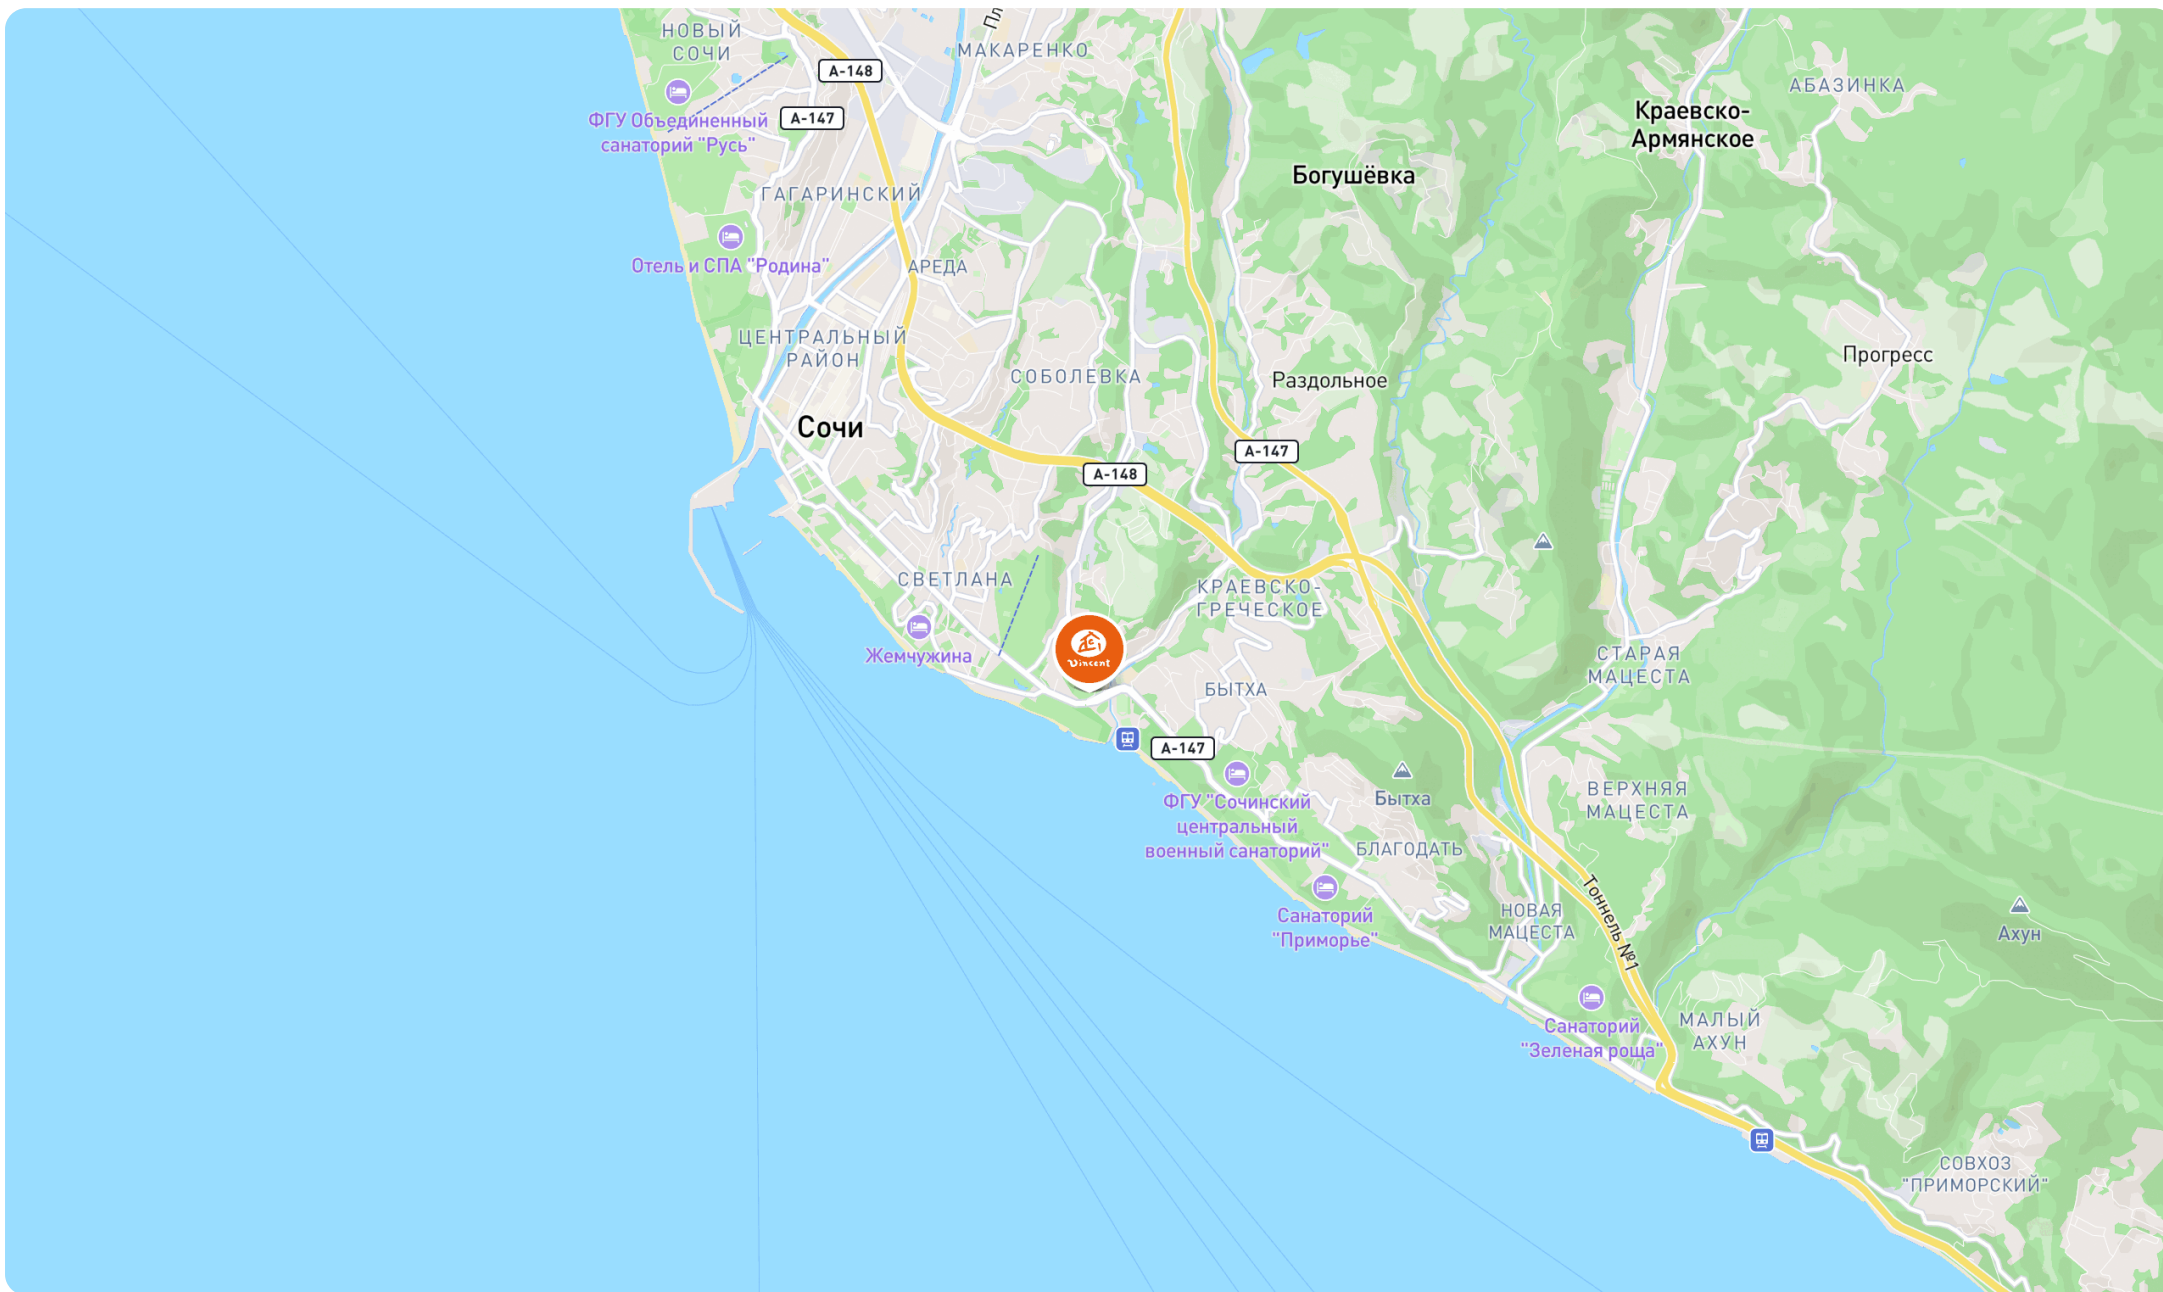 НОВЫЙ
СОЧИ
Пл
МАКАРЕНКО
А-148
А-147
ФГУ Объединенный
санаторий "Русь"
АБАЗИНКА
Краевско-
Армянское
Богушёвка
ГАГАРИНСКИЙ
Отель и СПА "Родина"
АРЕДА
ЦЕНТРАЛЬНЫЙ
РАЙОН
СОБОЛЕВКА
Раздольное
Прогресс
Сочи
А-147
А-148
СВЕТЛАНА
КРАЕВСКО-
ГРЕЧЕСКОЕ
Vincent
Жемчужина
СТАРАЯ
МАЦЕСТА
БЫТХА
А-147
ФГУ "Сочинский
центральный
военный санаторий"
Бытха
ВЕРХНЯЯ
МАЦЕСТА
БЛАГОДАТЬ
Санаторий
"Приморье"
НОВАЯ
МАЦЕСТА
Тоннель №1
Ахун
Санаторий
"Зеленая роща"
МАЛЫЙ
АХУН
СОВХОЗ
"ПРИМОРСКИЙ"